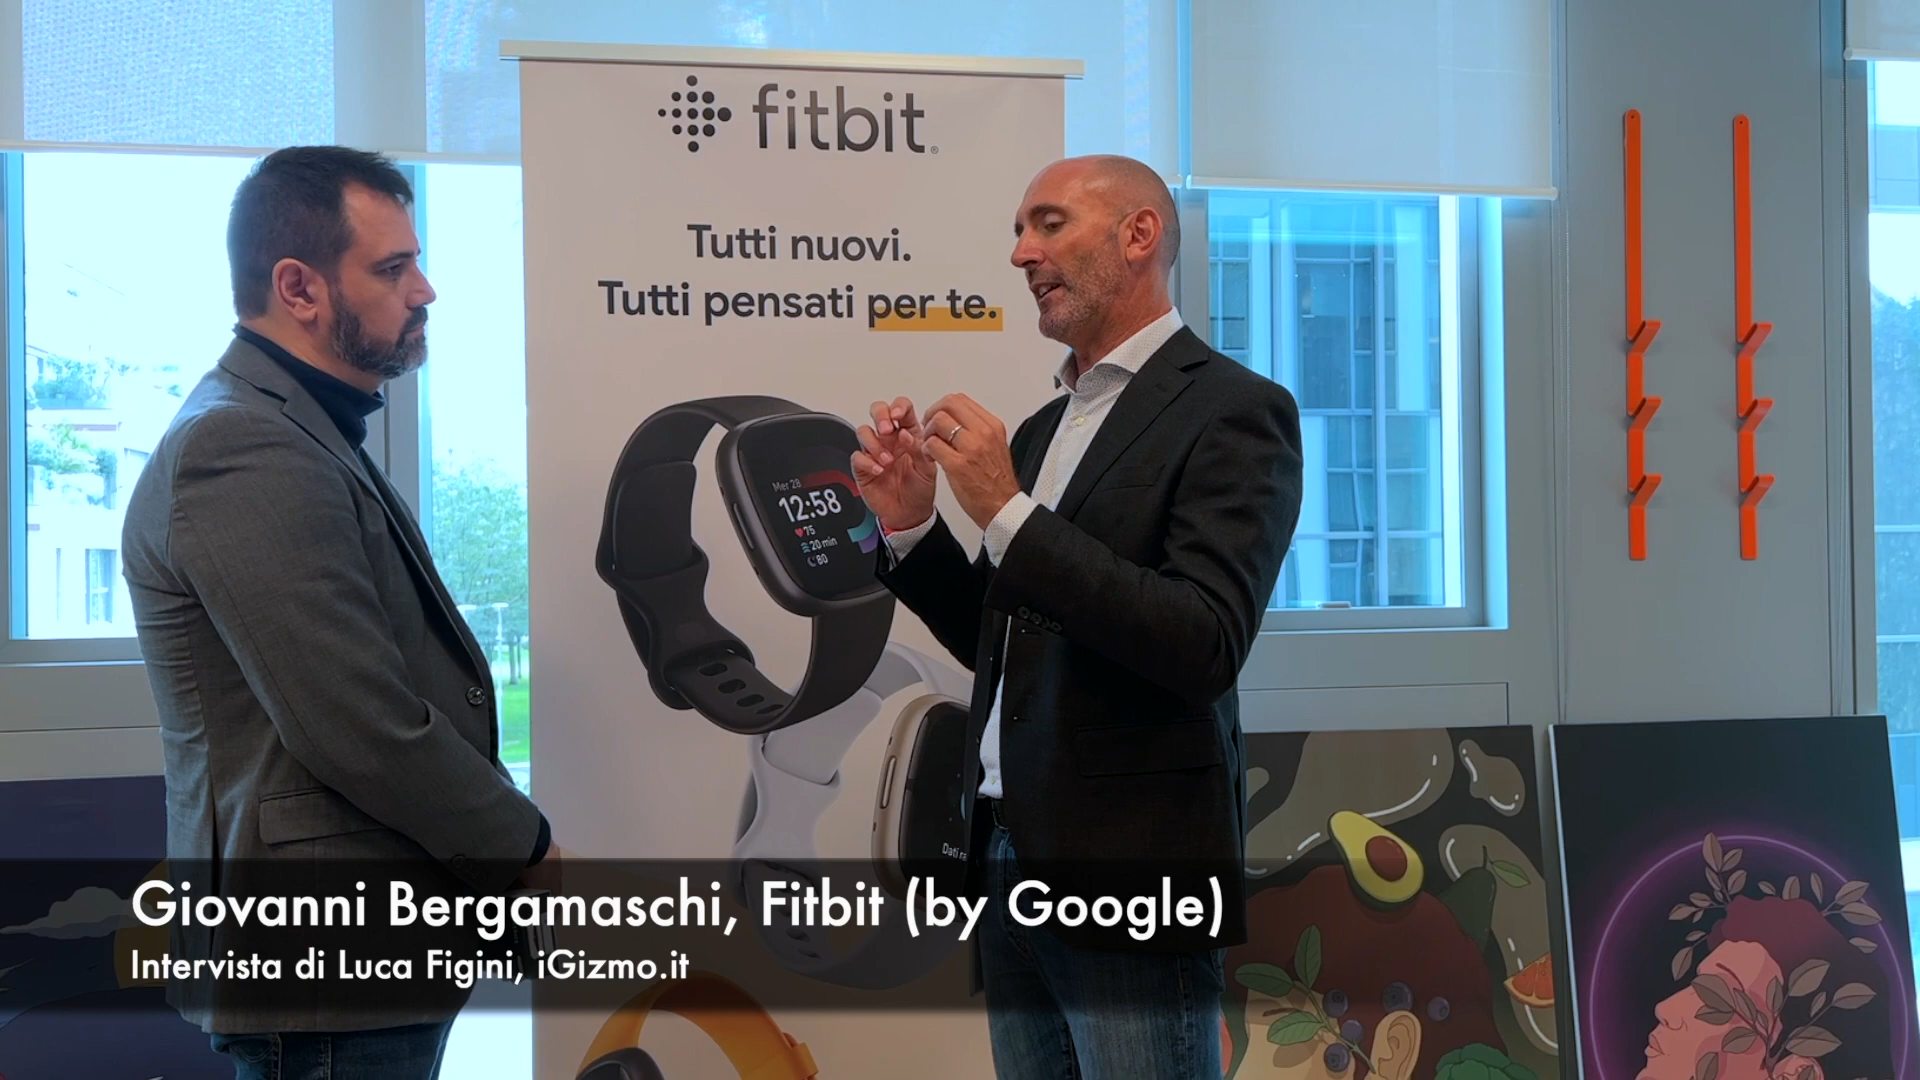 fitbit®
Tutti nuovi.
Tutti pensati per te.
Mer 28
12:58
75
20 min
80
Dati
Giovanni Bergamaschi, Fitbit (by Google)
Intervista di Luca Figini, iGizmo.it